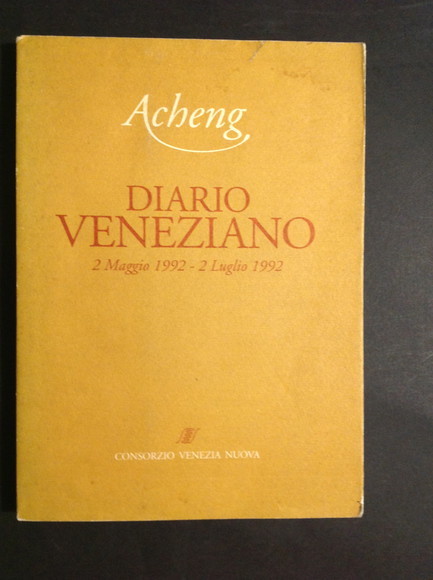 Acheng
DIARIO
VENEZIANO
2 Maggio 1992 - 2 Luglio 1992
CONSORZIO VENEZIA NUOVA